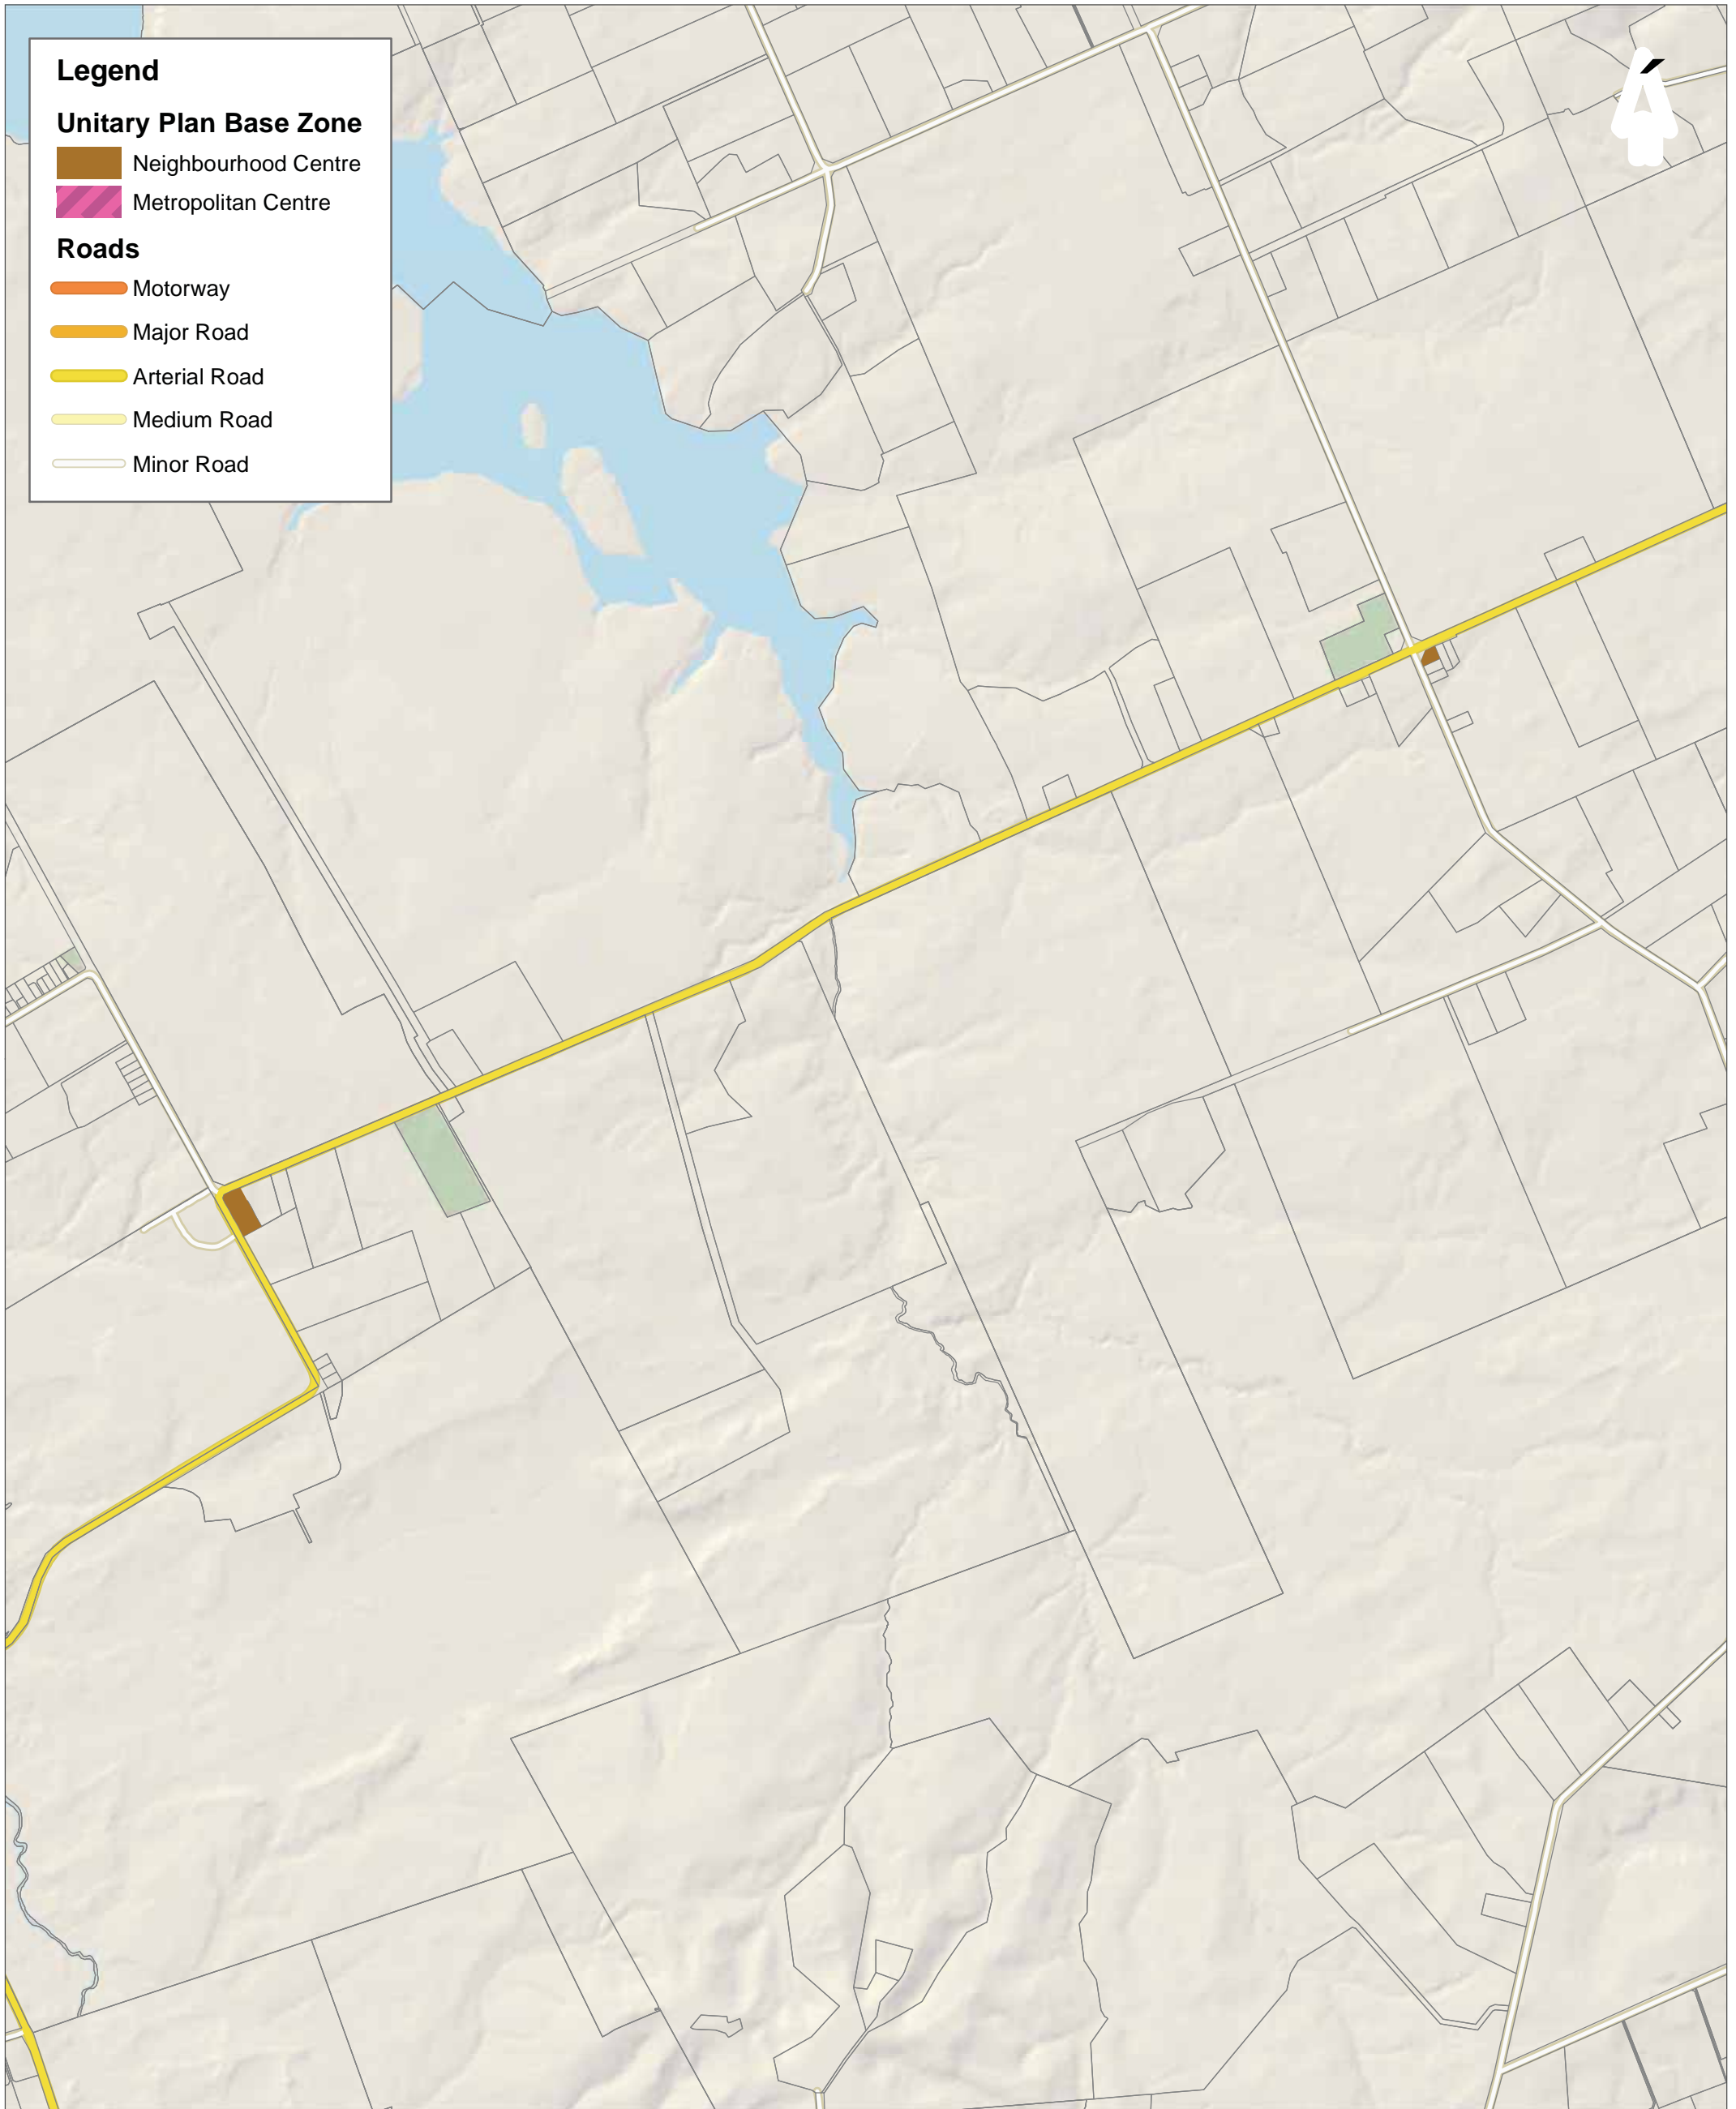 Legend
Unitary Plan Base Zone
Neighbourhood Centre
Metropolitan Centre
Roads
Motorway
Major Road
Arterial Road
Medium Road
Minor Road